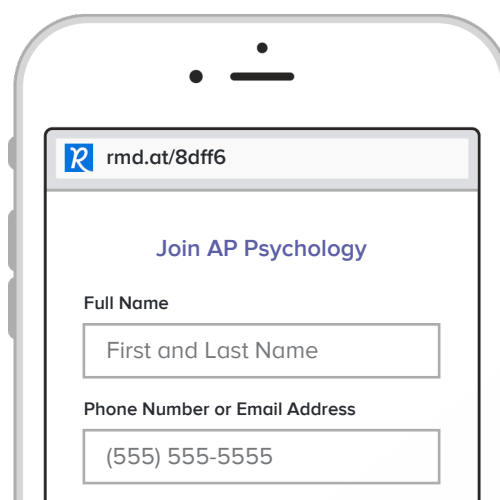 R rmd.at/8dff6
Join AP Psychology
Full Name
First and Last Name
Phone Number or Email Address
(555) 555-5555